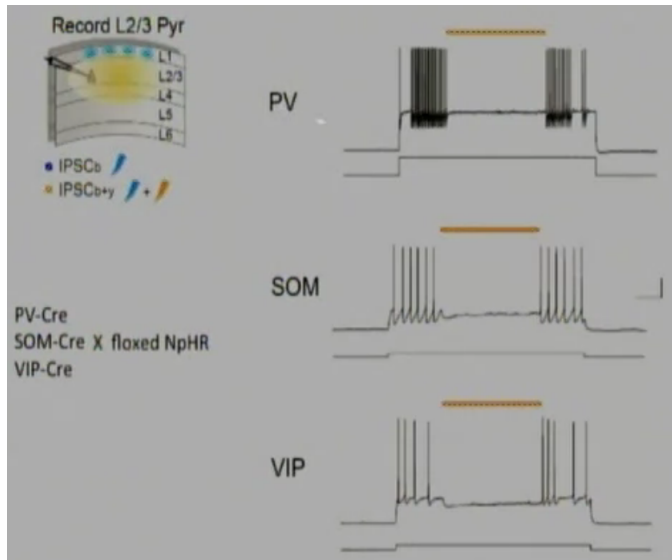 Record L2/3 Pyr
L1
L2/3
L4
L5
L6
IPSCb
IPSCb+y +
PV-Cre
SOM-Cre X floxed NpHR
VIP-Cre
PV
SOM
VIP